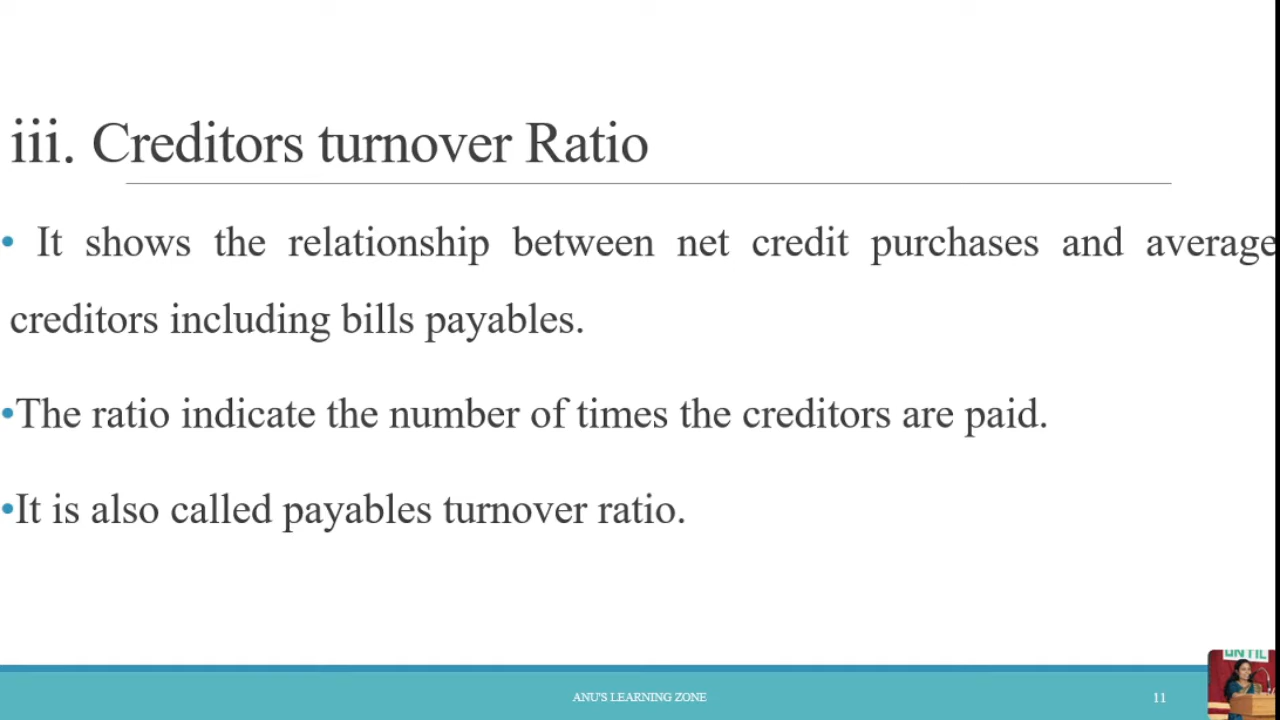 iii. Creditors turnover Ratio
• It shows the relationship between net credit purchases and average
creditors including bills payables.
•The ratio indicate the number of times the creditors are paid.
•It is also called payables turnover ratio.
UNTIL
ANU'S LEARNING ZONE
11